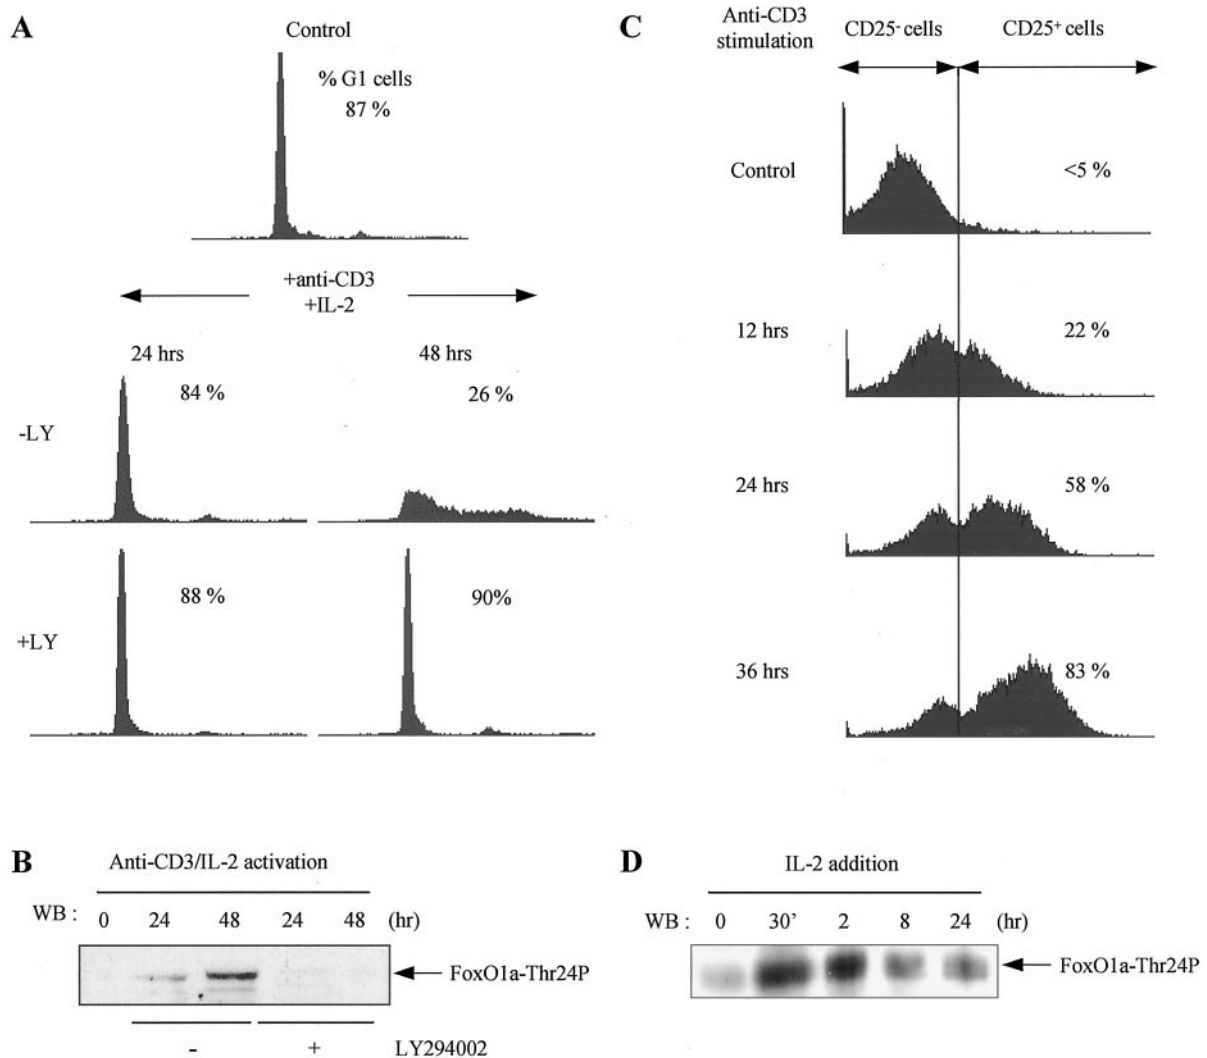 A
Control
% G1 cells
87 %
+anti-CD3
+IL-2
24 hrs
48 hrs
84 %
26 %
-LY
88 %
90%
+LY
B
Anti-CD3/IL-2 activation
WB : 0 24 48 24 48 (hr)
FoxO1a-Thr24P
- + LY294002
C
Anti-CD3
stimulation
CD25- cells
CD25+ cells
Control
<5 %
12 hrs
22 %
24 hrs
58 %
36 hrs
83 %
D
IL-2 addition
WB : 0 30' 2 8 24 (hr)
FoxO1a-Thr24P